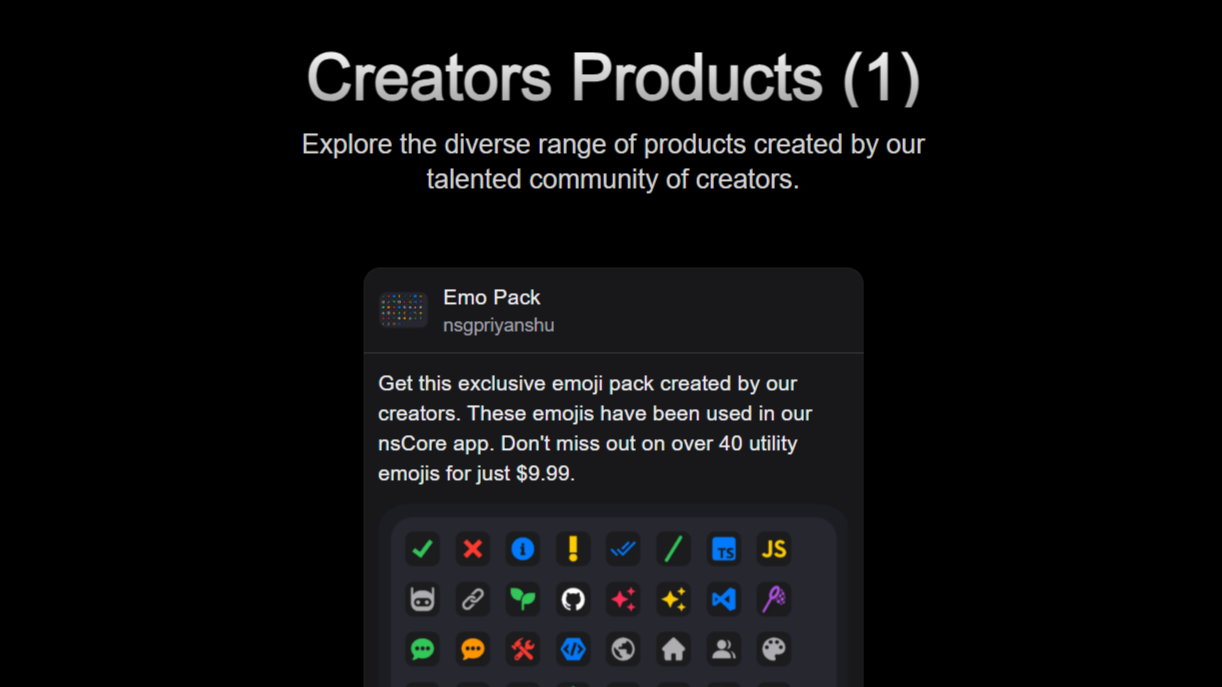 Creators Products (1)
Explore the diverse range of products created by our
talented community of creators.
Emo Pack
nsgpriyanshu
Get this exclusive emoji pack created by our
creators. These emojis have been used in our
nsCore app. Don't miss out on over 40 utility
emojis for just $9.99.
TS JS